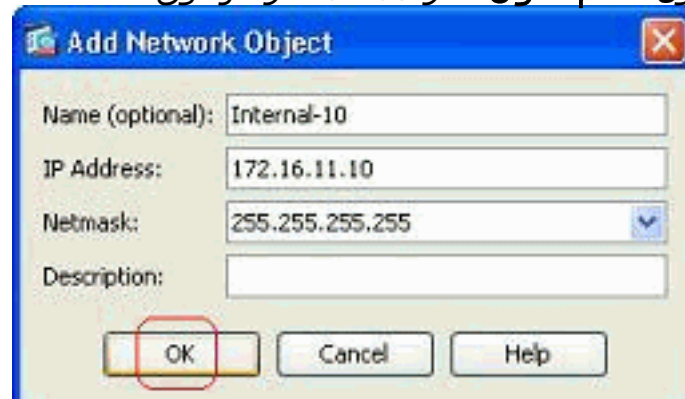 Add Network Object
Name (optional): Internal-10
IP Address: 172.16.11.10
Netmask: 255.255.255.255
Description:
OK Cancel Help